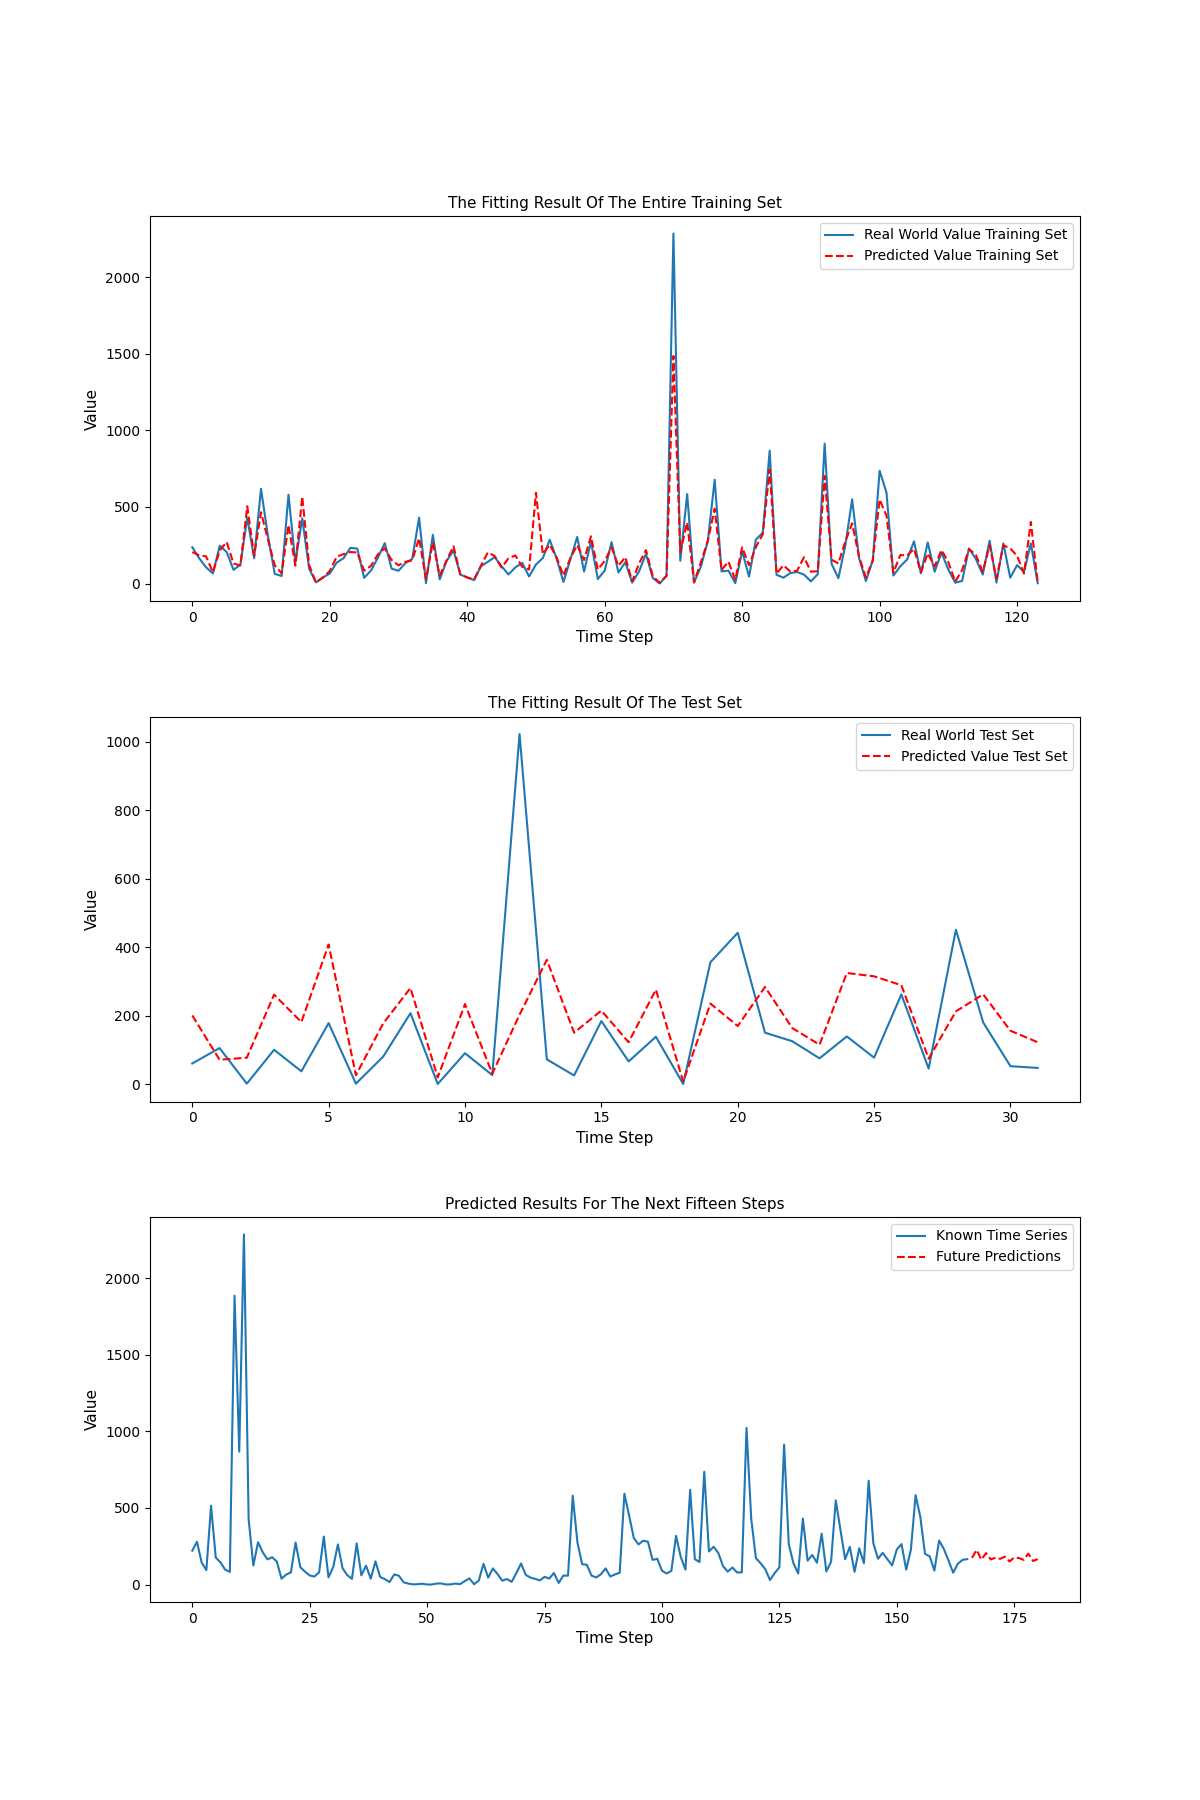 The Fitting Result Of The Entire Training Set
Real World Value Training Set
Predicted Value Training Set
2000
1500
1000
500
0
Value
0 20 40 60 80 100 120
Time Step
The Fitting Result Of The Test Set
Real World Test Set
Predicted Value Test Set
1000
800
600
400
200
0
Value
0 5 10 15 20 25 30
Time Step
Predicted Results For The Next Fifteen Steps
Known Time Series
Future Predictions
2000
1500
1000
500
0
Value
0 25 50 75 100 125 150 175
Time Step